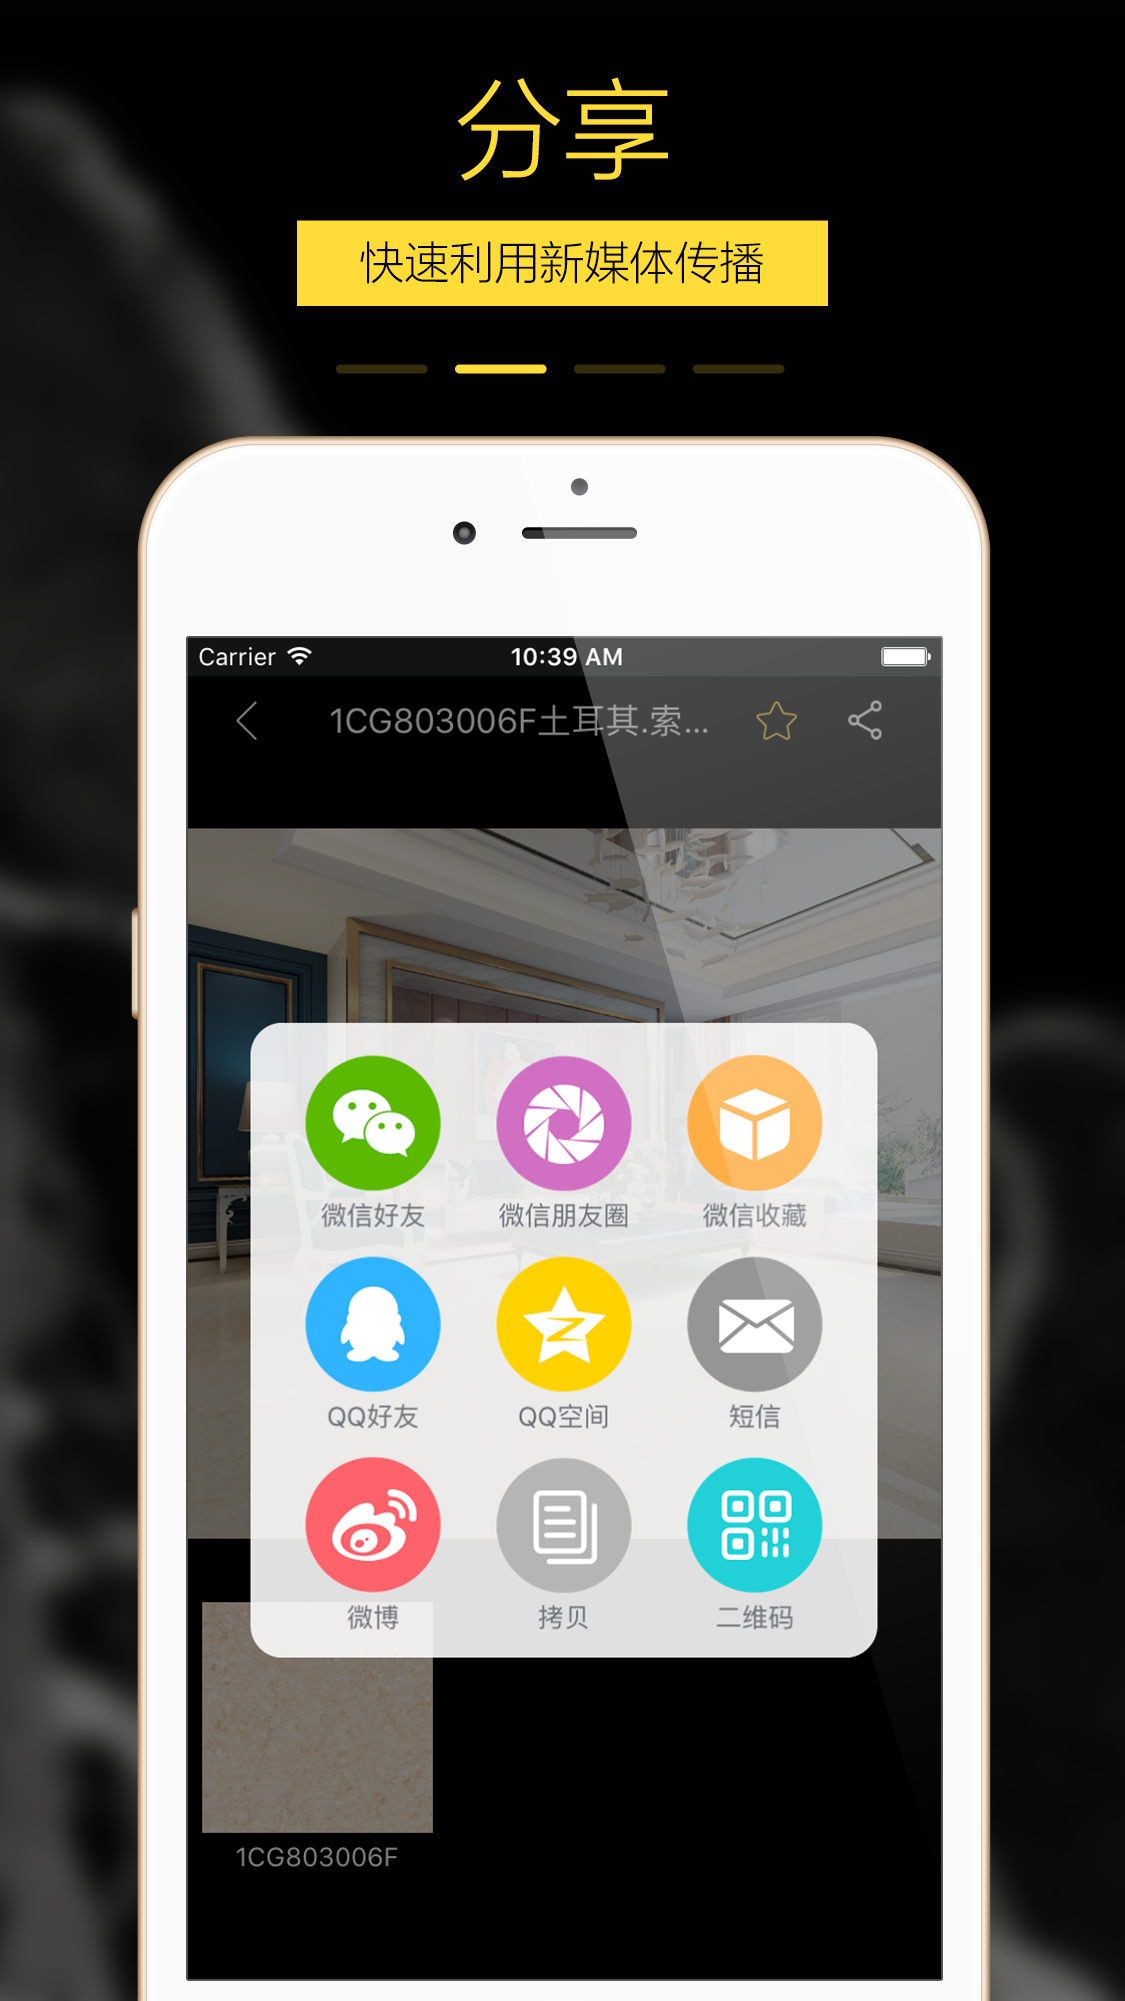 分享
快速利用新媒体传播
Carrier 10:39 AM
1CG803006F土耳其.索...
微信好友 微信朋友圈 微信收藏
QQ好友 QQ空间 短信
微博 拷贝 二维码
1CG803006F